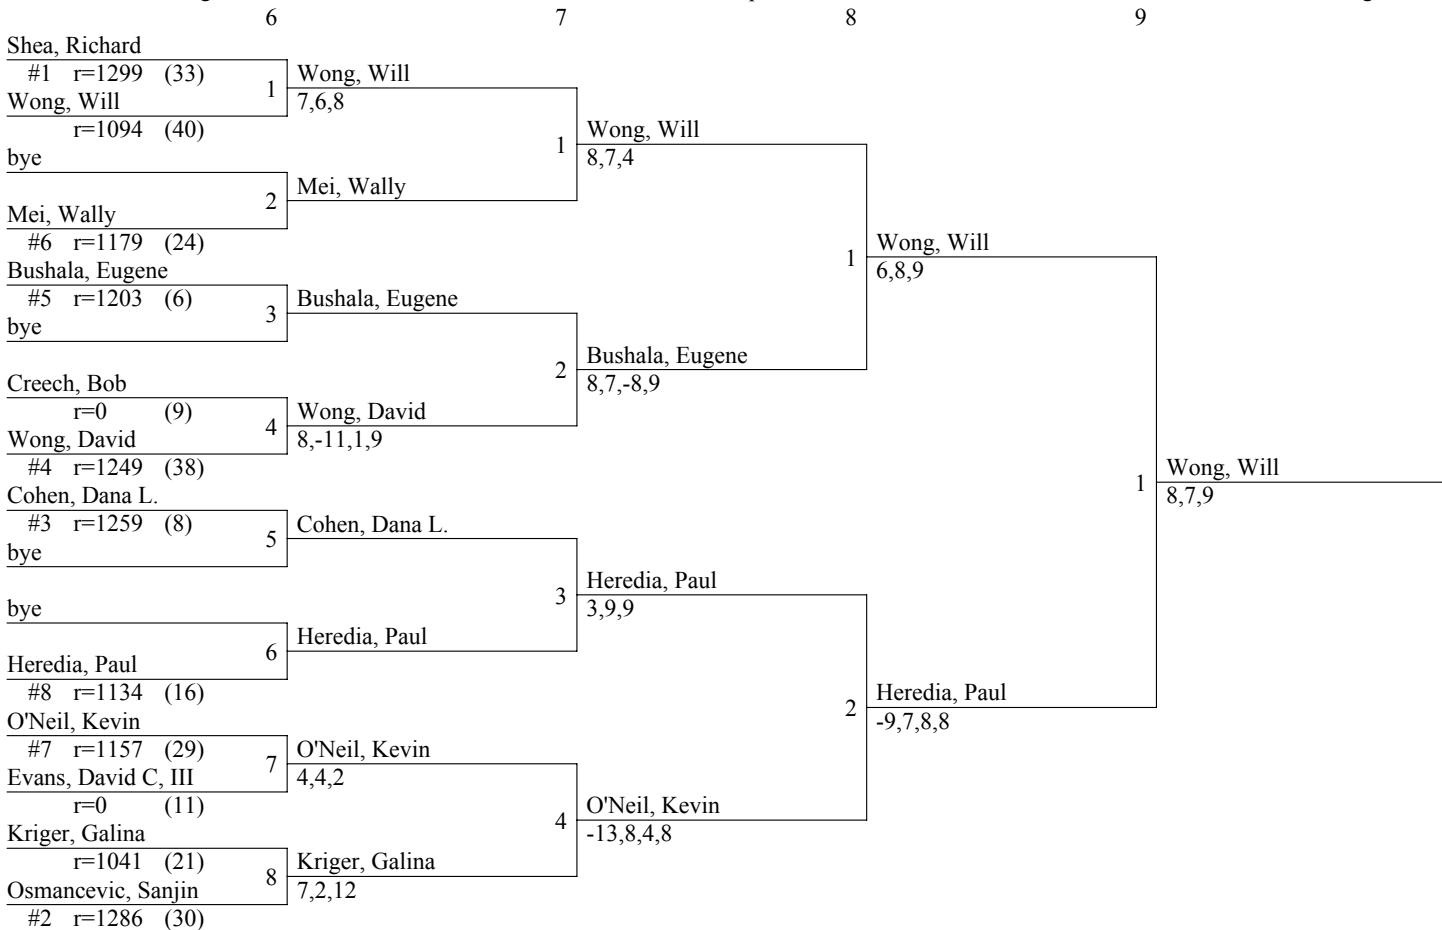 6 7 8 9
Shea, Richard
#1 r=1299 (33)
1
Wong, Will
7,6,8
Wong, Will
r=1094 (40)
1
Wong, Will
8,7,4
bye
2
Mei, Wally
Mei, Wally
#6 r=1179 (24)
1
Wong, Will
6,8,9
Bushala, Eugene
#5 r=1203 (6)
3
Bushala, Eugene
bye
2
Bushala, Eugene
8,7,-8,9
Creech, Bob
r=0 (9)
4
Wong, David
8,-11,1,9
Wong, David
#4 r=1249 (38)
1
Wong, Will
8,7,9
Cohen, Dana L.
#3 r=1259 (8)
5
Cohen, Dana L.
bye
3
Heredia, Paul
3,9,9
bye
6
Heredia, Paul
Heredia, Paul
#8 r=1134 (16)
2
Heredia, Paul
-9,7,8,8
O'Neil, Kevin
#7 r=1157 (29)
7
O'Neil, Kevin
4,4,2
Evans, David C, III
r=0 (11)
4
O'Neil, Kevin
-13,8,4,8
Kriger, Galina
r=1041 (21)
8
Kriger, Galina
7,2,12
Osmancevic, Sanjin
#2 r=1286 (30)